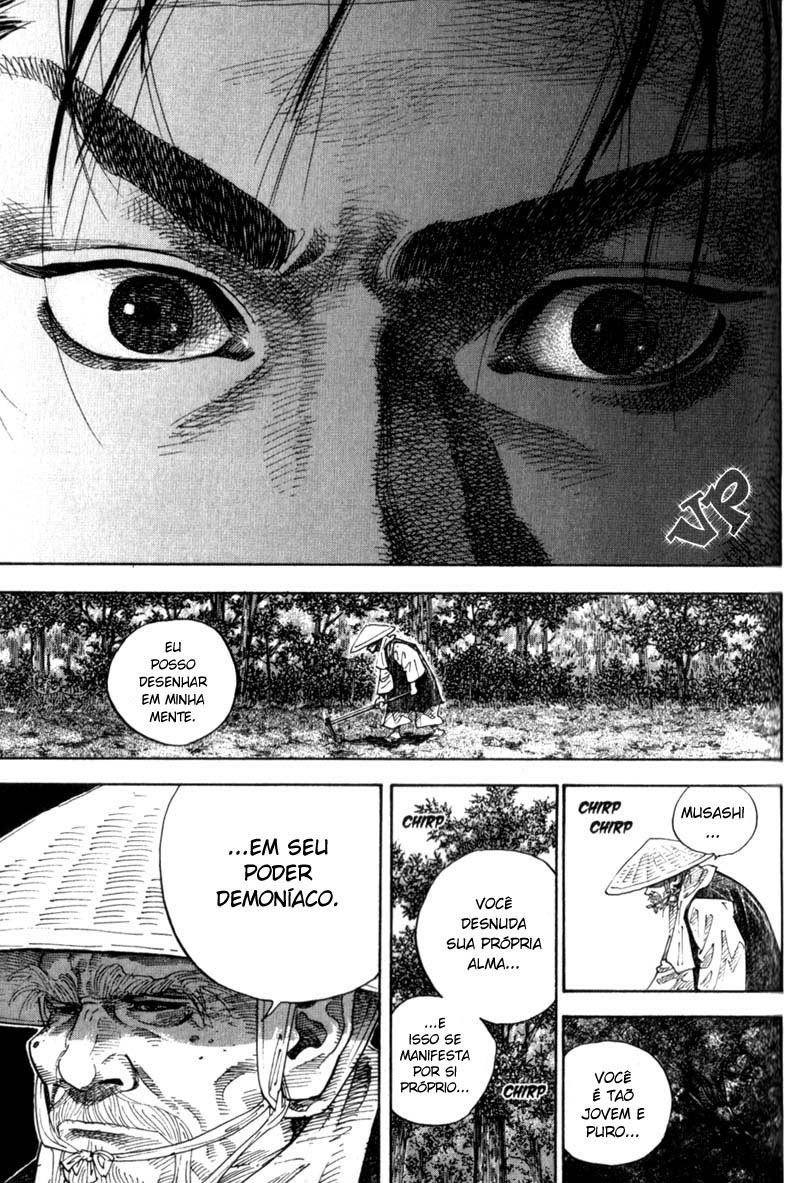 VP
EU
POSSO
DESENHAR
EM MINHA
MENTE.
MUSASHI
...
CHIRP
CHIRP
VOCÊ
É TAÕ
JOVEM E
PURO...
CHIRP
VOCÊ
DESNUDA
SUA PRÓPRIA
ALMA...
...E
ISSO SE
MANIFESTA
POR SI
PRÓPRIO...
CHIRP
...EM SEU
PODER
DEMONÍACO.